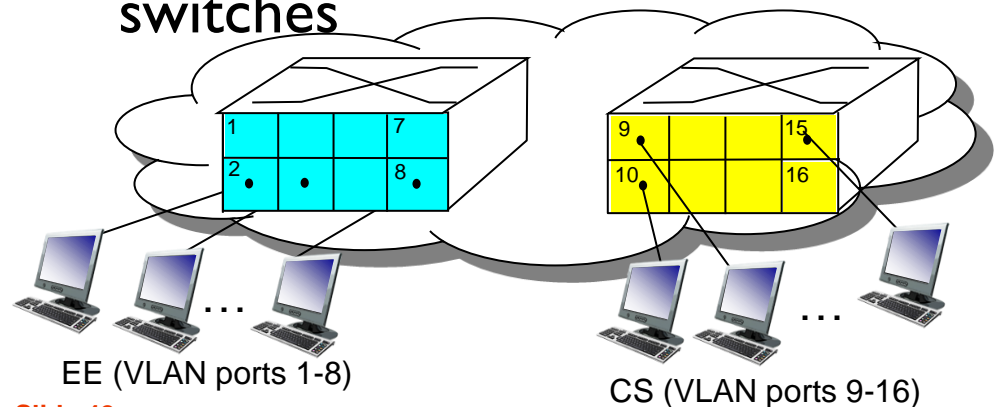 switches
1 7
2 8
9 15
10 16
...
...
EE (VLAN ports 1-8)
CS (VLAN ports 9-16)